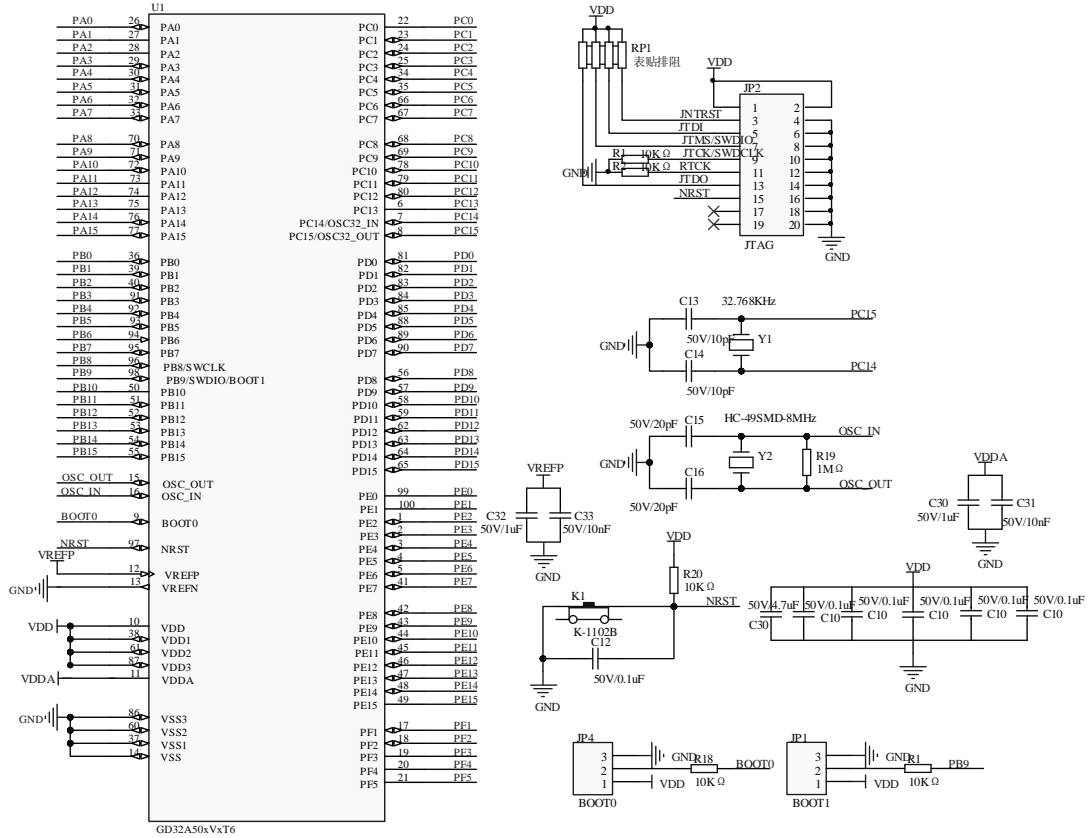 U1
PA0 26 PA0 PC0 22 PC0
PA1 27 PA1 PC1 23 PC1
PA2 28 PA2 PC2 24 PC2
PA3 29 PA3 PC3 25 PC3
PA4 30 PA4 PC4 34 PC4
PA5 31 PA5 PC5 35 PC5
PA6 32 PA6 PC6 66 PC6
PA7 33 PA7 PC7 67 PC7
PA8 70 PA8 PC8 68 PC8
PA9 71 PA9 PC9 69 PC9
PA10 72 PA10 PC10 78 PC10
PA11 73 PA11 PC11 79 PC11
PA12 74 PA12 PC12 80 PC12
PA13 75 PA13 PC13 6 PC13
PA14 76 PA14 PC14/OSC32_IN 7 PC14
PA15 77 PA15 PC15/OSC32_OUT 8 PC15
PB0 36 PB0 PD0 81 PD0
PB1 39 PB1 PD1 82 PD1
PB2 40 PB2 PD2 83 PD2
PB3 91 PB3 PD3 84 PD3
PB4 92 PB4 PD4 85 PD4
PB5 93 PB5 PD5 88 PD5
PB6 94 PB6 PD6 89 PD6
PB7 95 PB7 PD7 90 PD7
PB8 96 PB8/SWCLK
PB9 98 PB9/SWDIO/BOOT1 PD8 56 PD8
PB10 50 PB10 PD9 57 PD9
PB11 51 PB11 PD10 58 PD10
PB12 52 PB12 PD11 59 PD11
PB13 53 PB13 PD12 62 PD12
PB14 54 PB14 PD13 63 PD13
PB15 55 PB15 PD14 64 PD14
PD15 65 PD15
OSC_OUT 15 OSC_OUT
OSC_IN 16 OSC_IN PE0 99 PE0
PE1 100 PE1
BOOT0 9 BOOT0 PE2 1 PE2
PE3 2 PE3
NRST 97 NRST PE4 3 PE4
VREFP PE5 4 PE5
12 VREFP PE6 5 PE6
GND 13 VREFN PE7 41 PE7
PE8 42 PE8
VDD 10 VDD PE9 43 PE9
38 VDD1 PE10 44 PE10
61 VDD2 PE11 45 PE11
87 VDD3 PE12 46 PE12
VDDA 11 VDDA PE13 47 PE13
PE14 48 PE14
PE15 49 PE15
GND 86 VSS3
60 VSS2 PF1 17 PF1
37 VSS1 PF2 18 PF2
14 VSS PF3 19 PF3
PF4 20 PF4
PF5 21 PF5
GD32A50xVxT6
VDD
RP1
表贴排阻
VDD
JP2
1 2
JNTRST 3 4
JTDI 5 6
JTMS/SWDIO 7 8
R1 10KΩ JTCK/SWDCLK 9 10
GND R2 10KΩ RTCK 11 12
JTDO 13 14
NRST 15 16
17 18
19 20
JTAG
GND
C13 32.768KHz PC15
50V/10pF
GND Y1
C14 PC14
50V/10pF
50V/20pF C15 HC-49SMD-8MHz OSC_IN
GND Y2 R19
1MΩ
C16 OSC_OUT
50V/20pF
VREFP
C32 C33
50V/1uF 50V/10nF
GND
VDDA
C30 C31
50V/1uF 50V/10nF
GND
VDD
R20
10KΩ
K1 NRST
K-1102B
C12
50V/0.1uF
GND
VDD
50V/4.7uF 50V/0.1uF 50V/0.1uF 50V/0.1uF 50V/0.1uF 50V/0.1uF
C30 C10 C10 C10 C10 C10
GND
JP4
3 GND
2 R18 BOOT0
1 VDD 10KΩ
BOOT0
JP1
3 GND
2 R1 PB9
1 VDD 10KΩ
BOOT1